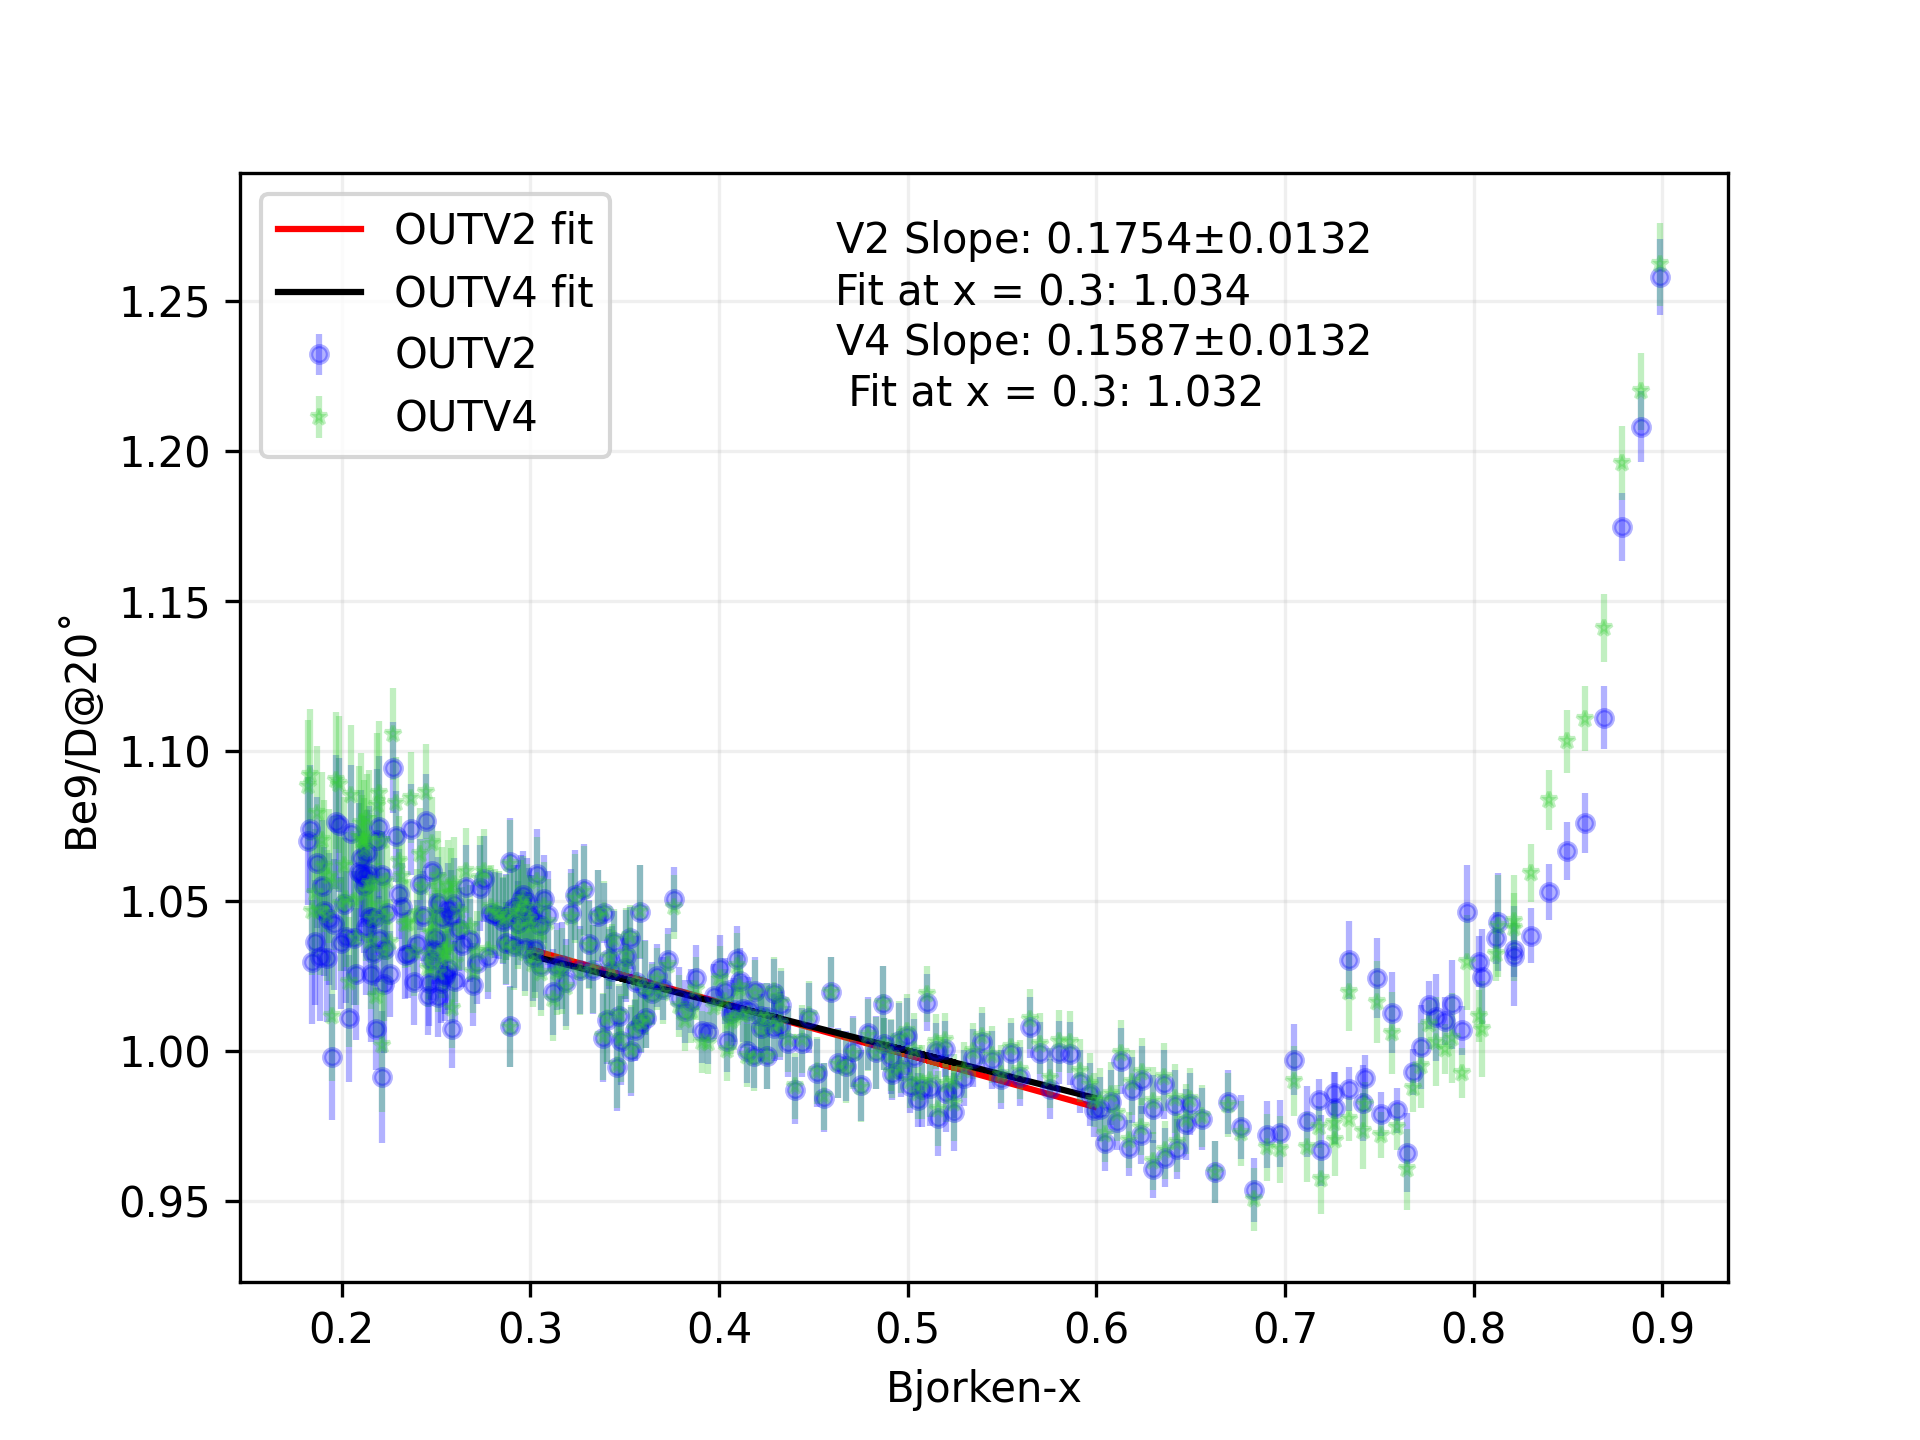 OUTV2 fit
OUTV4 fit
OUTV2
OUTV4
V2 Slope: 0.1754±0.0132
Fit at x = 0.3: 1.034
V4 Slope: 0.1587±0.0132
Fit at x = 0.3: 1.032
1.25
1.20
1.15
1.10
1.05
1.00
0.95
Be9/D@20°
0.2 0.3 0.4 0.5 0.6 0.7 0.8 0.9
Bjorken-x